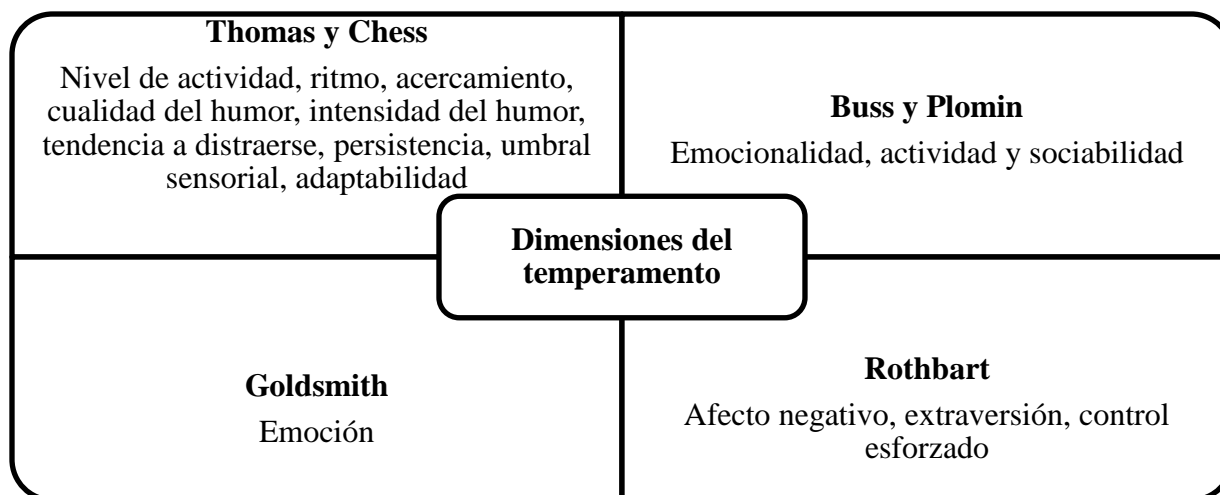 Thomas y Chess
Nivel de actividad, ritmo, acercamiento,
cualidad del humor, intensidad del humor,
tendencia a distraerse, persistencia, umbral
sensorial, adaptabilidad
Buss y Plomin
Emocionalidad, actividad y sociabilidad
Dimensiones del
temperamento
Goldsmith
Emoción
Rothbart
Afecto negativo, extraversión, control
esforzado